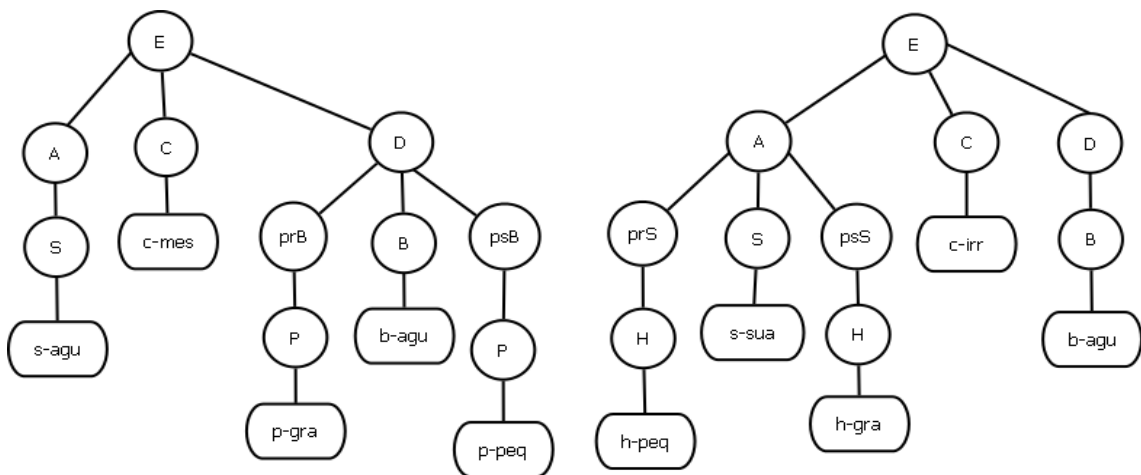 E
E
A
C
D
A
C
D
S
c-mes
prB
B
psB
prS
S
psS
c-irr
B
s-agu
P
b-agu
P
H
s-sua
H
b-agu
p-gra
p-peq
h-peq
h-gra